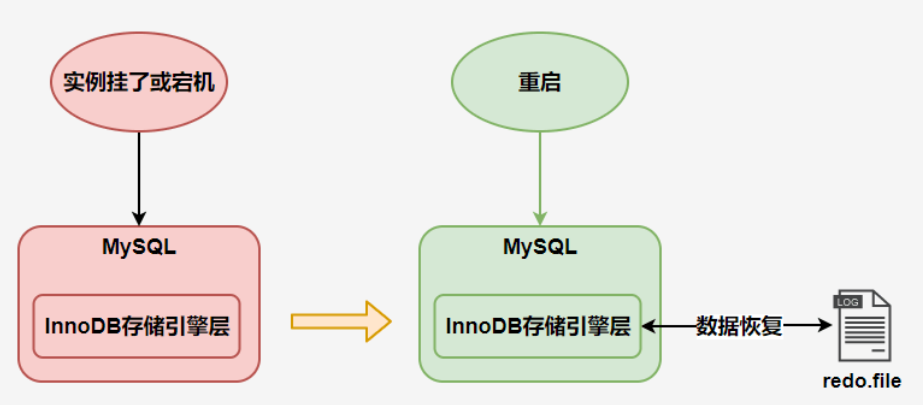 实例挂了或宕机
重启
MySQL
MySQL
InnoDB存储引擎层
InnoDB存储引擎层
数据恢复
LOG
redo.file